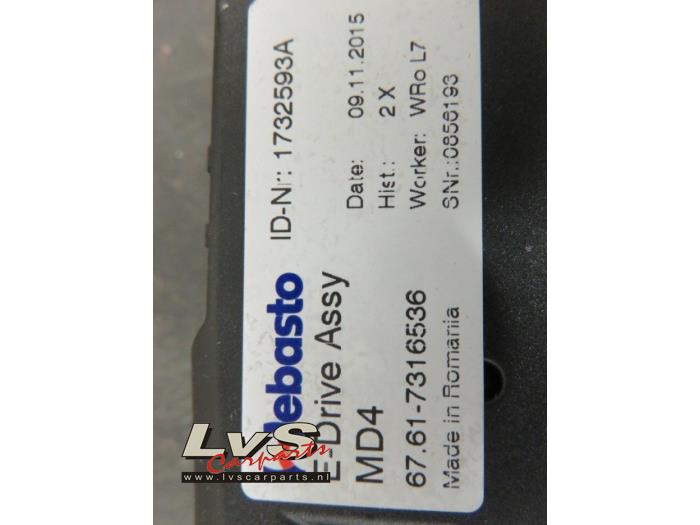 Webasto
ID-Nr: 1732593A
E-Drive Assy
MD4
67.61-7316536
Made in Romania
Date: 09.11.2015
Hist.: 2 X
Worker: WRo L7
SNr.:0856193
LvS
Carparts
www.lvscarparts.nl